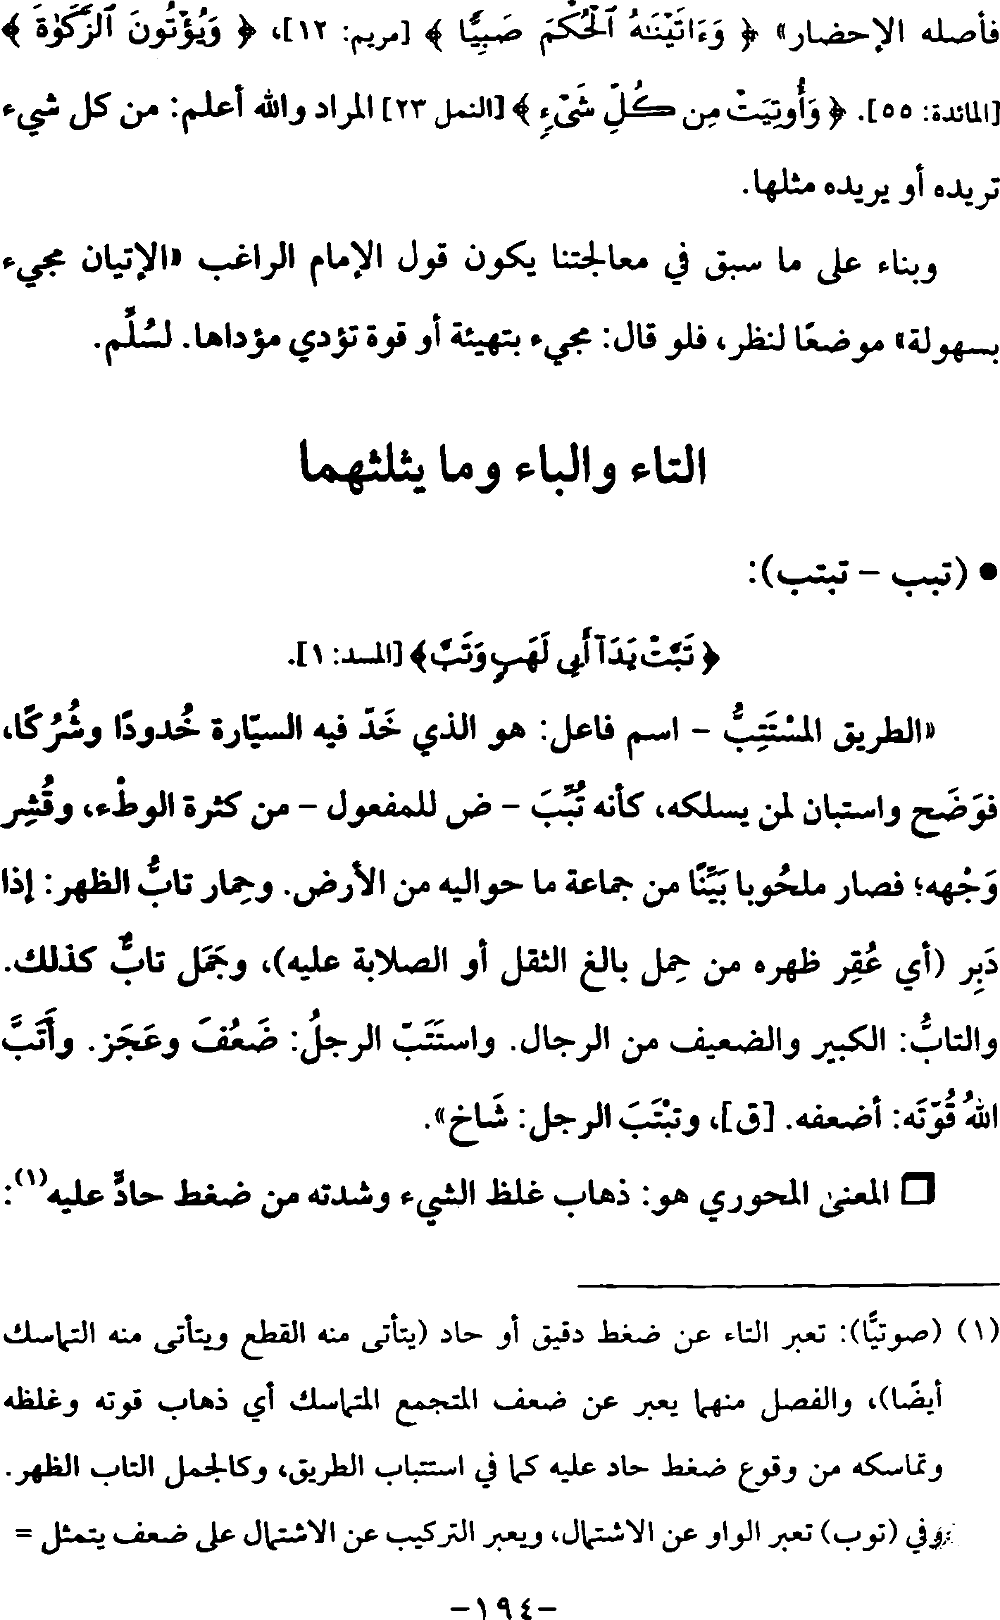 فأصله الإحضار» ﴿ وَءَاتَيْنَٰهُ ٱلْحُكْمَ صَبِيًّا ﴾ [مريم: ١٢]، ﴿ وَيُؤْتُونَ ٱلزَّكَوٰةَ ﴾
[المائدة: ٥٥]. ﴿ وَأُوتِيَتْ مِن كُلِّ شَىْءٍ ﴾ [النمل ٢٣] المراد والله أعلم: من كل شيء
تريده أو يريده مثلها.
وبناء على ما سبق في معالجتنا يكون قول الإمام الراغب «الإتيان مجيء
بسهولة» موضعًا لنظر، فلو قال: مجيء بتهيئة أو قوة تؤدي مؤداها. لسُلِّم.
التاء والباء وما يثلثهما
● (تبب – تبتب):
﴿ تَبَّتْ يَدَآ أَبِى لَهَبٍ وَتَبَّ﴾ [المسد: ١].
«الطريق المسْتَتِبُّ – اسم فاعل: هو الذي خَدّ فيه السيّارة خُدودًا وشُرُكًا،
فوَضَح واستبان لمن يسلكه، كأنه تُبِّبَ – ض للمفعول – من كثرة الوطْء، وقُشِر
وَجْهه؛ فصار ملحُوبا بَيِّنًا من جماعة ما حواليه من الأرض. وحِمار تابُّ الظهر: إذا
دَبِر (أي عُقِر ظهره من حِمل بالغ الثقل أو الصلابة عليه)، وجَمَل تابٌّ كذلك.
والتابُّ: الكبير والضعيف من الرجال. واستَتَبّ الرجلُ: ضَعُفَ وعَجَز. وأَتَبَّ
اللهُ قُوّتَه: أضعفه. [ق]، وتبْتَبَ الرجل: شَاخ».
□ المعنىٰ المحوري هو: ذهاب غلظ الشيء وشدته من ضغط حادٍّ عليه(١):
(١) (صوتيًّا): تعبر التاء عن ضغط دقيق أو حاد (يتأتى منه القطع ويتأتى منه التماسك
أيضًا)، والفصل منهما يعبر عن ضعف المتجمع المتماسك أي ذهاب قوته وغلظه
وتماسكه من وقوع ضغط حاد عليه كما في استتباب الطريق، وكالجمل التاب الظهر.
وفي (توب) تعبر الواو عن الاشتمال، ويعبر التركيب عن الاشتمال على ضعف يتمثل =
-١٩٤-